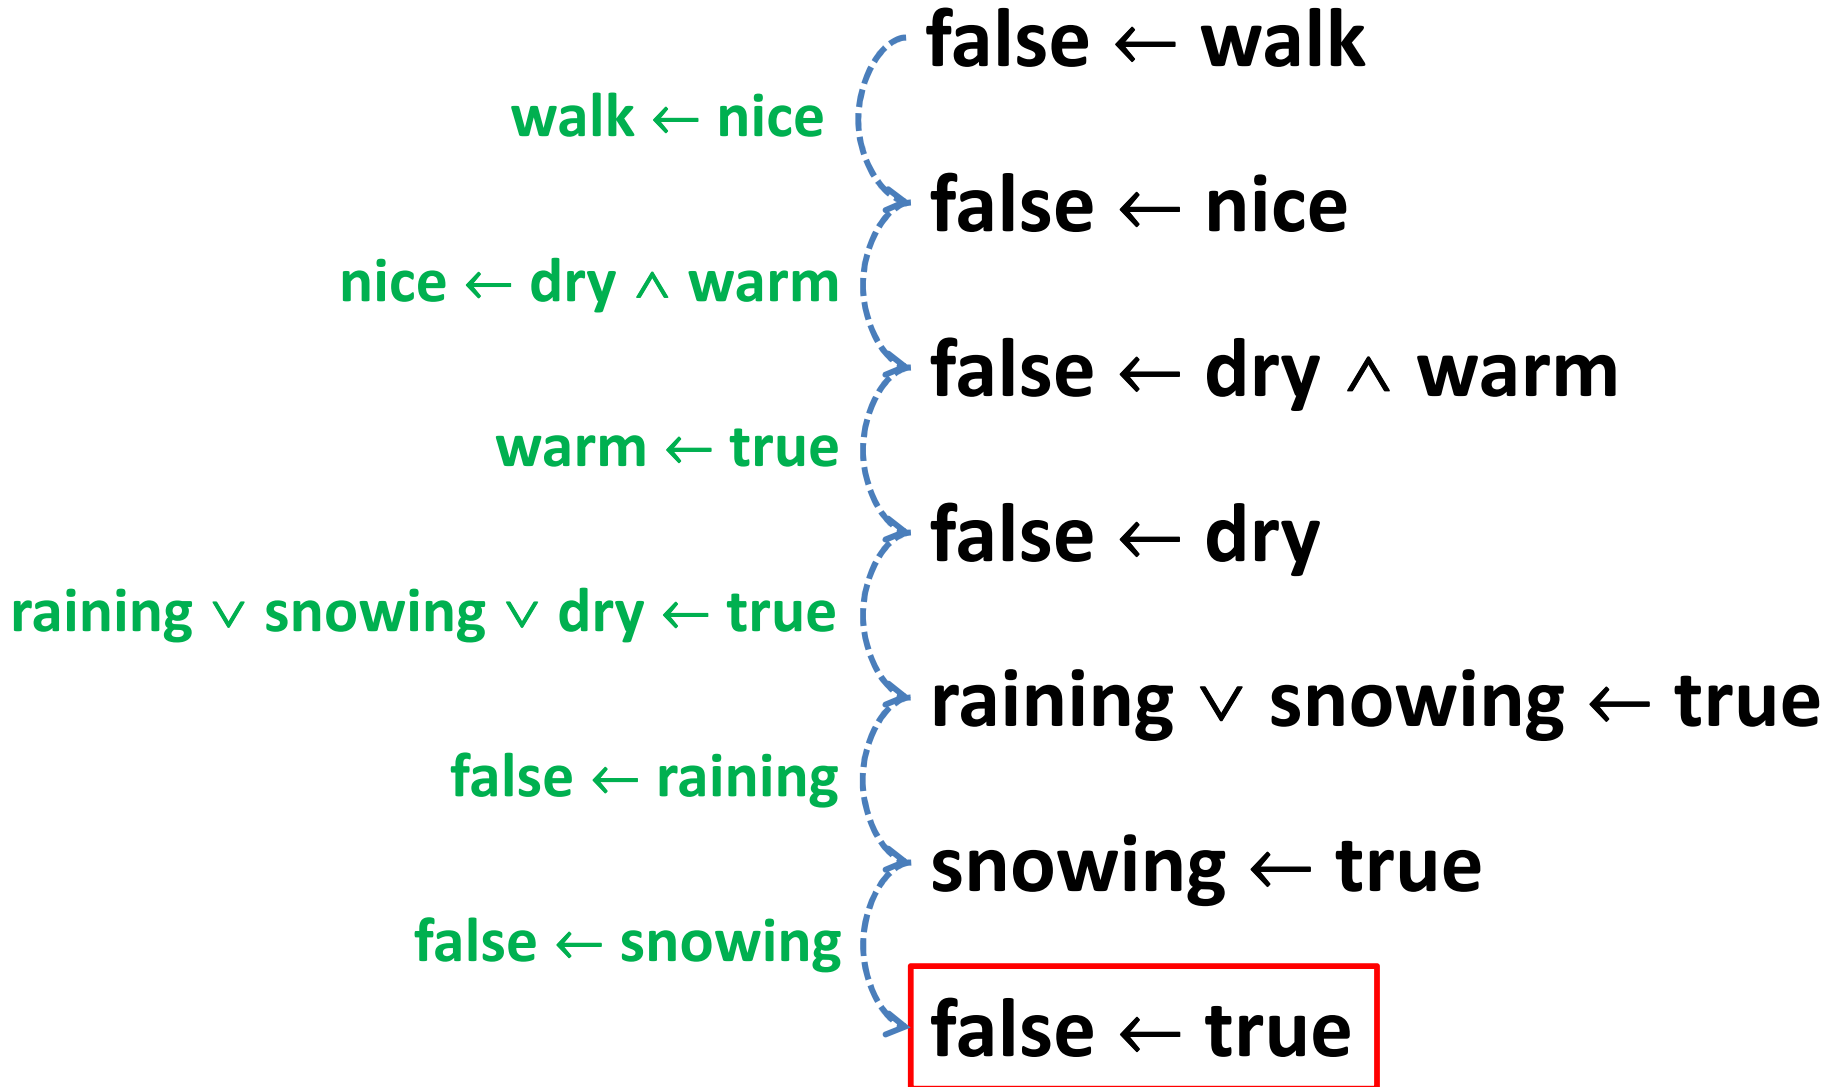 false ← walk
walk ← nice
false ← nice
nice ← dry ∧ warm
false ← dry ∧ warm
warm ← true
false ← dry
raining ∨ snowing ∨ dry ← true
raining ∨ snowing ← true
false ← raining
snowing ← true
false ← snowing
false ← true